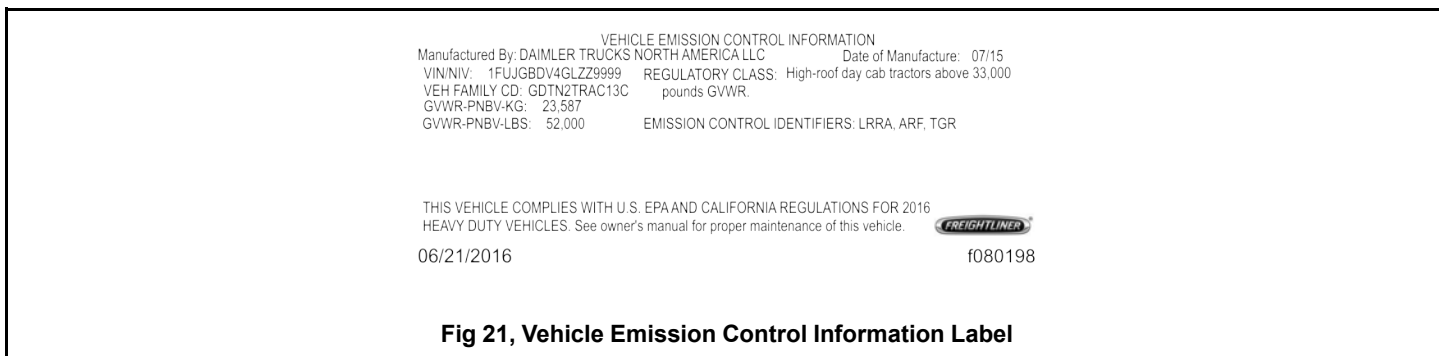 VEHICLE EMISSION CONTROL INFORMATION
Manufactured By: DAIMLER TRUCKS NORTH AMERICA LLC Date of Manufacture: 07/15
VIN/NIV: 1FUJGBDV4GLZZ9999 REGULATORY CLASS: High-roof day cab tractors above 33,000
VEH FAMILY CD: GDTN2TRAC13C pounds GVWR.
GVWR-PNBV-KG: 23,587
GVWR-PNBV-LBS: 52,000 EMISSION CONTROL IDENTIFIERS: LRRA, ARF, TGR
THIS VEHICLE COMPLIES WITH U.S. EPA AND CALIFORNIA REGULATIONS FOR 2016
HEAVY DUTY VEHICLES. See owner's manual for proper maintenance of this vehicle. FREIGHTLINER
06/21/2016 f080198
Fig 21, Vehicle Emission Control Information Label